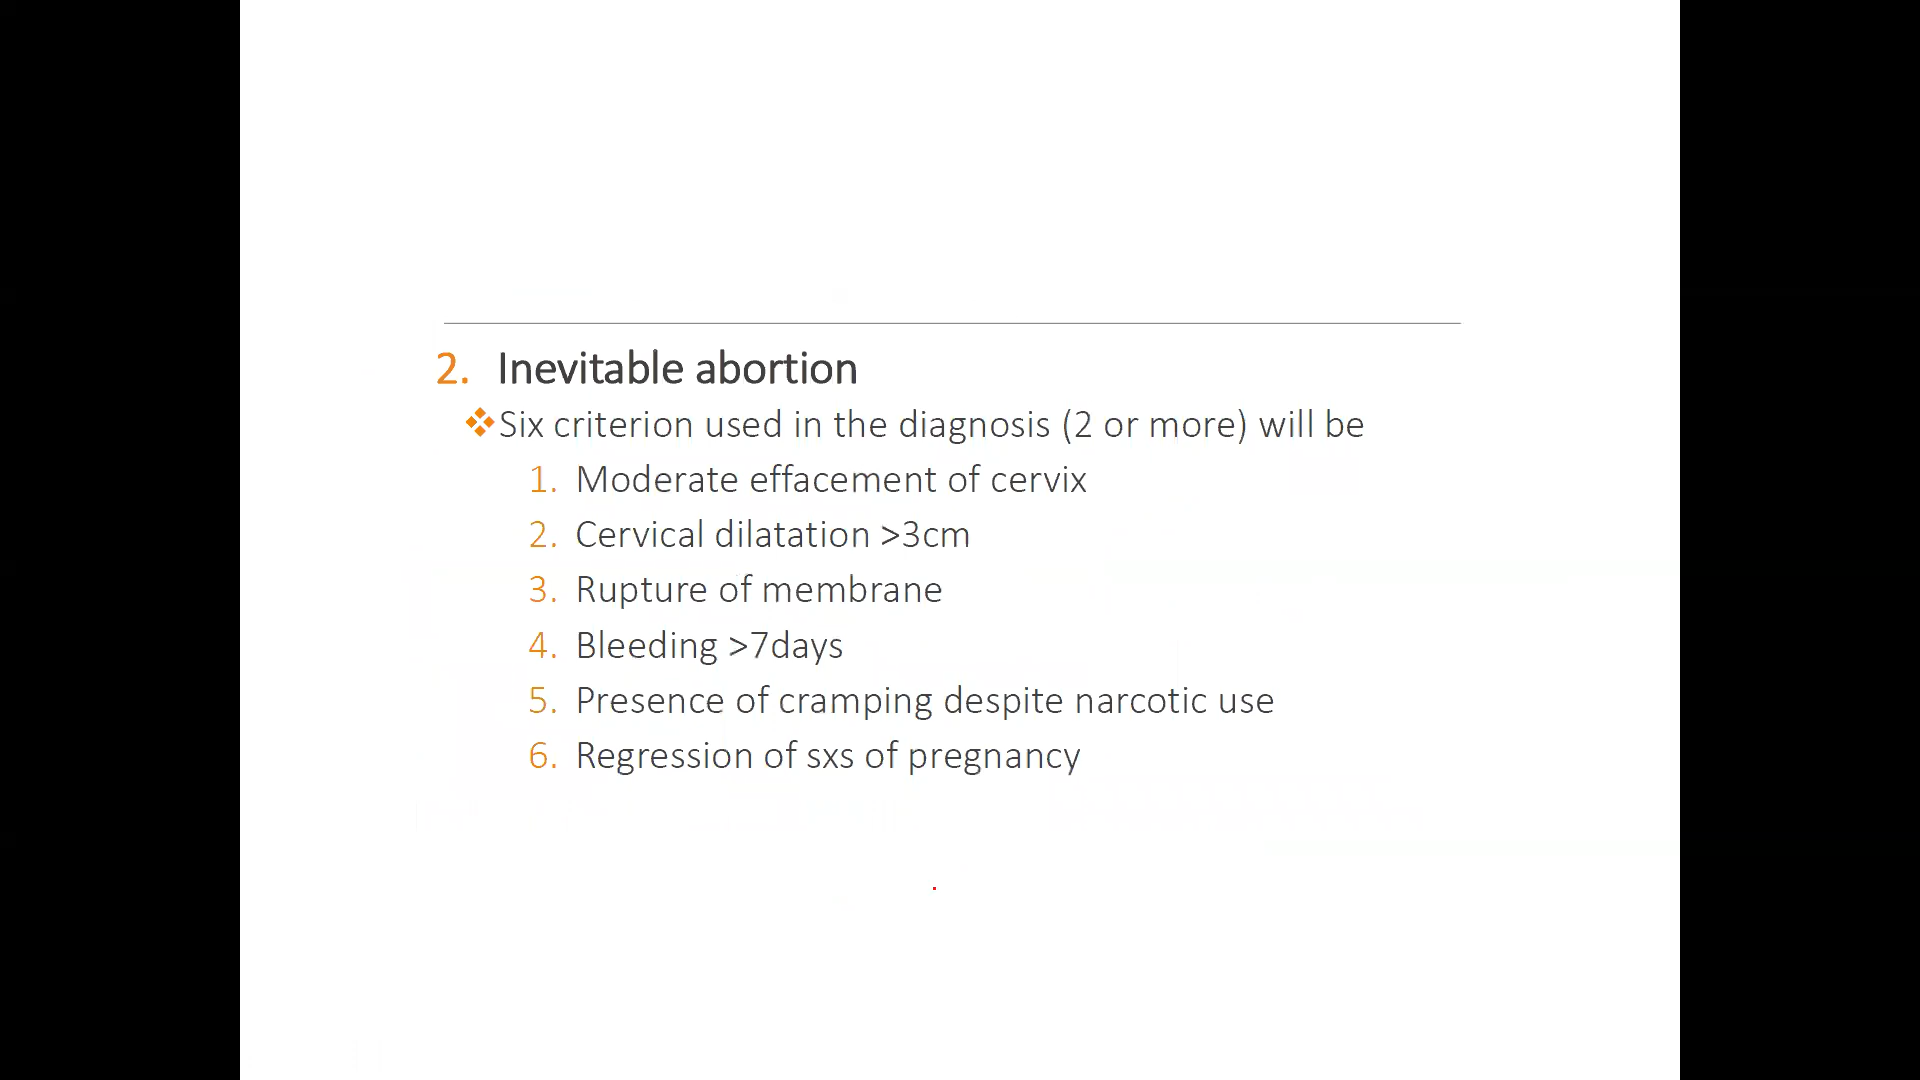 2. Inevitable abortion
❖Six criterion used in the diagnosis (2 or more) will be
1. Moderate effacement of cervix
2. Cervical dilatation >3cm
3. Rupture of membrane
4. Bleeding >7days
5. Presence of cramping despite narcotic use
6. Regression of sxs of pregnancy